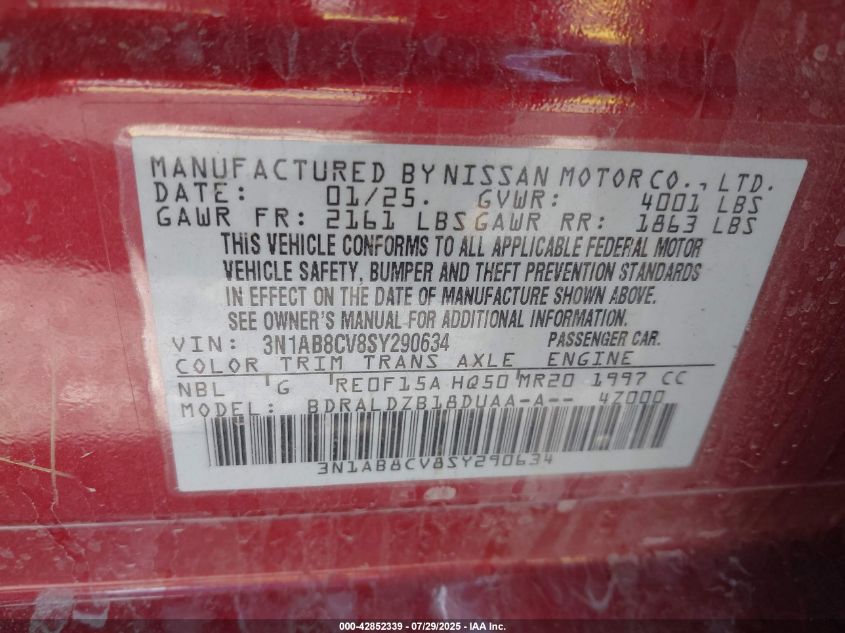 MANUFACTURED BY NISSAN MOTOR CO., LTD.
DATE: 01/25. GVWR: 4001 LBS
GAWR FR: 2161 LBS GAWR RR: 1863 LBS
THIS VEHICLE CONFORMS TO ALL APPLICABLE FEDERAL MOTOR
VEHICLE SAFETY, BUMPER AND THEFT PREVENTION STANDARDS
IN EFFECT ON THE DATE OF MANUFACTURE SHOWN ABOVE.
SEE OWNER'S MANUAL FOR ADDITIONAL INFORMATION.
VIN: 3N1AB8CV8SY290634 PASSENGER CAR.
COLOR TRIM TRANS AXLE ENGINE
NBL G RE0F15A HQ50 MR20 1997 CC
MODEL: BDRALDZB18DUAA-A-- 47000
3N1AB8CV8SY290634
000-42852339 - 07/29/2025 - IAA Inc.